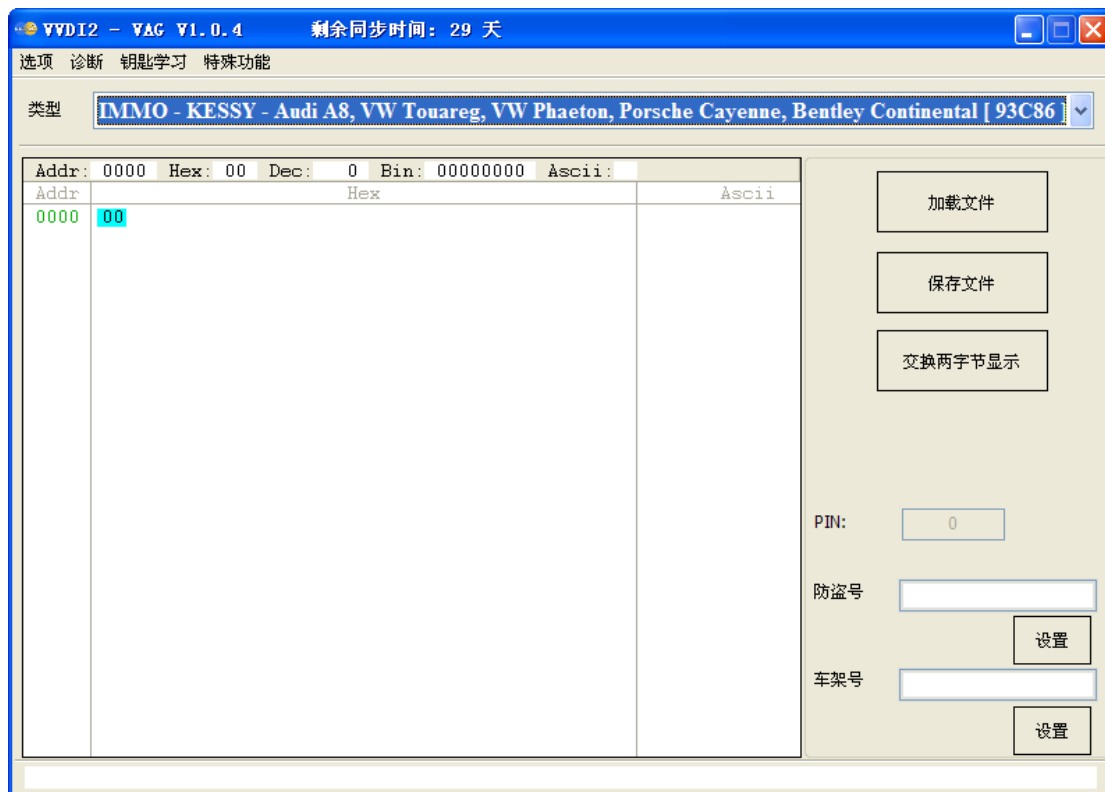 VVDI2 - VAG V1.0.4 剩余同步时间: 29 天
选项 诊断 钥匙学习 特殊功能
类型 IMMO - KESSY - Audi A8, VW Touareg, VW Phaeton, Porsche Cayenne, Bentley Continental [ 93C86 ]
Addr: 0000 Hex: 00 Dec: 0 Bin: 00000000 Ascii:
Addr Hex Ascii
0000 00
加载文件
保存文件
交换两字节显示
PIN: 0
防盗号
设置
车架号
设置